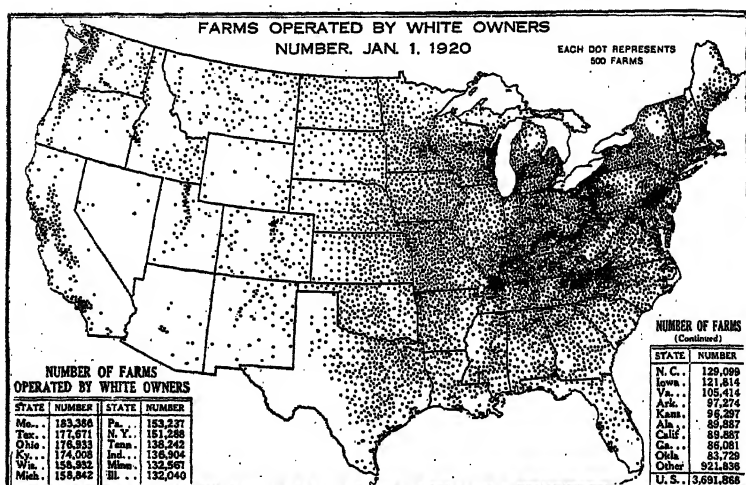 FARMS OPERATED BY WHITE OWNERS
NUMBER, JAN. 1, 1920
EACH DOT REPRESENTS
500 FARMS
NUMBER OF FARMS
OPERATED BY WHITE OWNERS
STATE NUMBER STATE NUMBER
Mo... 183,386 Pa... 153,237
Tex... 177,671 N.Y.. 151,288
Ohio.. 176,933 Tenn.. 138,242
Ky... 174,008 Ind... 136,904
Wis... 158,932 Minn.. 132,561
Mich.. 158,842 Ill... 132,040
NUMBER OF FARMS
(Continued)
STATE NUMBER
N. C.. 129,099
Iowa.. 121,814
Va... 105,414
Ark.. 97,274
Kans.. 96,297
Ala... 89,887
Calif.. 89,887
Ga... 86,081
Okla.. 83,729
Other 921,836
U. S.. 3,691,868